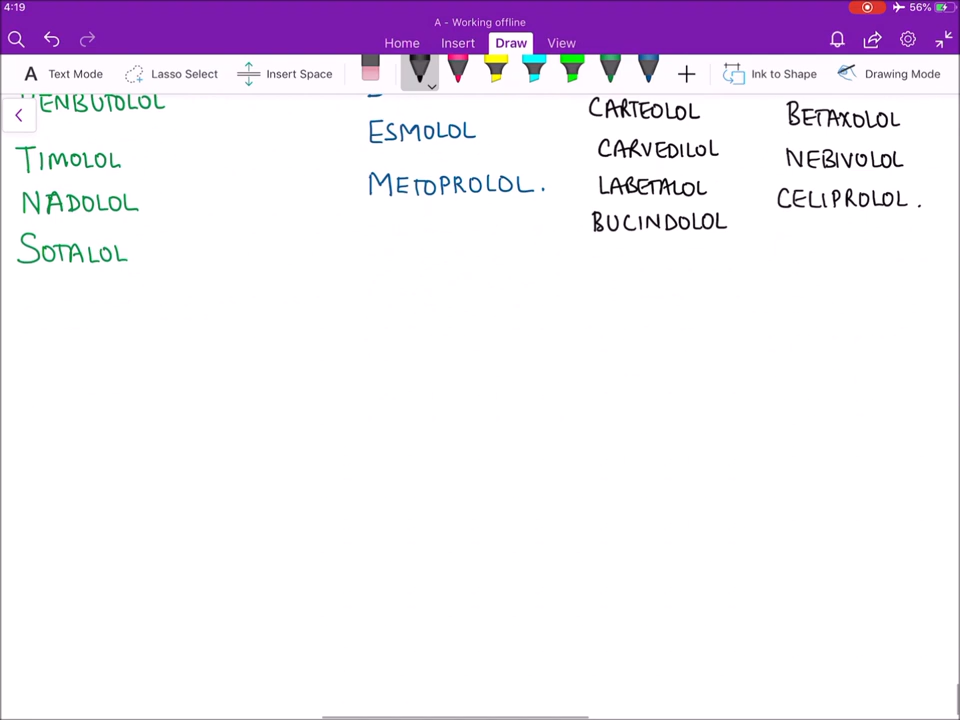 4:19
56%
A - Working offline
Home Insert Draw View
A Text Mode Lasso Select Insert Space Ink to Shape Drawing Mode
TIMOLOL
NADOLOL
SOTALOL
ESMOLOL
METOPROLOL.
CARTEOLOL
CARVEDILOL
LABETALOL
BUCINDOLOL
BETAXOLOL
NEBIVOLOL
CELIPROLOL.